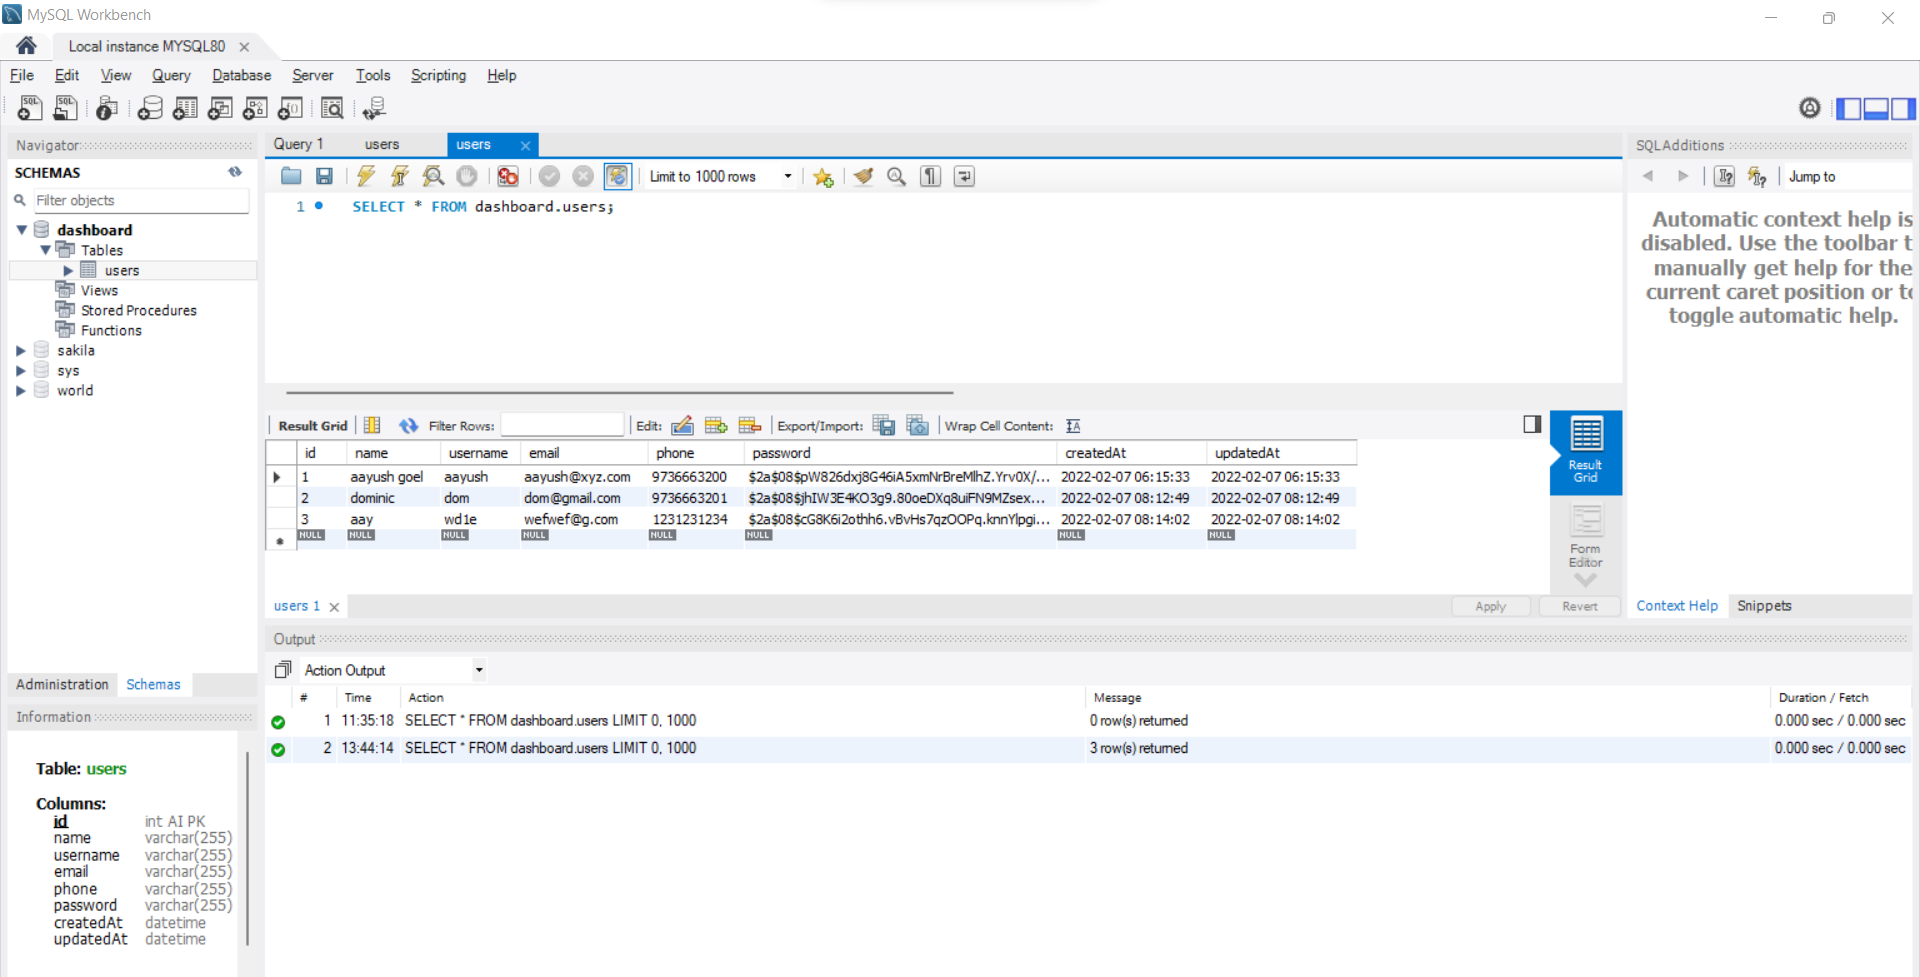 MySQL Workbench
Local instance MYSQL80
File Edit View Query Database Server Tools Scripting Help
Navigator
SCHEMAS
Filter objects
dashboard
Tables
users
Views
Stored Procedures
Functions
sakila
sys
world
Administration Schemas
Information
Table: users
Columns:
id int AI PK
name varchar(255)
username varchar(255)
email varchar(255)
phone varchar(255)
password varchar(255)
createdAt datetime
updatedAt datetime
Query 1 users users
Limit to 1000 rows
1 SELECT * FROM dashboard.users;
Result Grid Filter Rows: Edit: Export/Import: Wrap Cell Content:
id name username email phone password createdAt updatedAt
1 aayush goel aayush aayush@xyz.com 9736663200 $2a$08$pW826dxj8G46iA5xmNrBreMlhZ.Yrv0X/... 2022-02-07 06:15:33 2022-02-07 06:15:33
2 dominic dom dom@gmail.com 9736663201 $2a$08$jhIW3E4KO3g9.80oeDXq8uiFN9MZsex... 2022-02-07 08:12:49 2022-02-07 08:12:49
3 aay wd1e wefwef@g.com 1231231234 $2a$08$cG8K6i2othh6.vBvHs7qzOOPq.knnYlpgi... 2022-02-07 08:14:02 2022-02-07 08:14:02
NULL NULL NULL NULL NULL NULL NULL NULL
Result
Grid
Form
Editor
users 1
Apply Revert
SQLAdditions
Jump to
Automatic context help is
disabled. Use the toolbar t
manually get help for the
current caret position or to
toggle automatic help.
Context Help Snippets
Output
Action Output
# Time Action Message Duration / Fetch
1 11:35:18 SELECT * FROM dashboard.users LIMIT 0, 1000 0 row(s) returned 0.000 sec / 0.000 sec
2 13:44:14 SELECT * FROM dashboard.users LIMIT 0, 1000 3 row(s) returned 0.000 sec / 0.000 sec